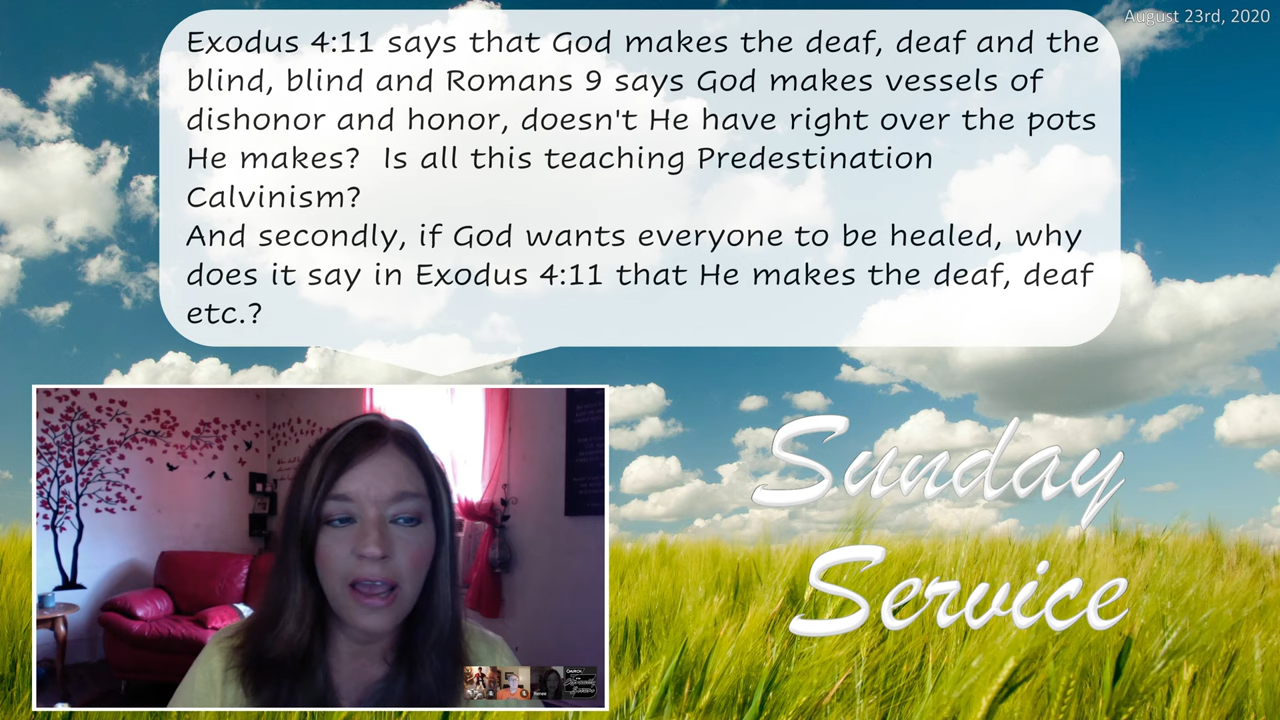 August 23rd, 2020
Exodus 4:11 says that God makes the deaf, deaf and the
blind, blind and Romans 9 says God makes vessels of
dishonor and honor, doesn't He have right over the pots
He makes?  Is all this teaching Predestination
Calvinism?
And secondly, if God wants everyone to be healed, why
does it say in Exodus 4:11 that He makes the deaf, deaf
etc.?
Sunday
Service
Renee
CHURCH